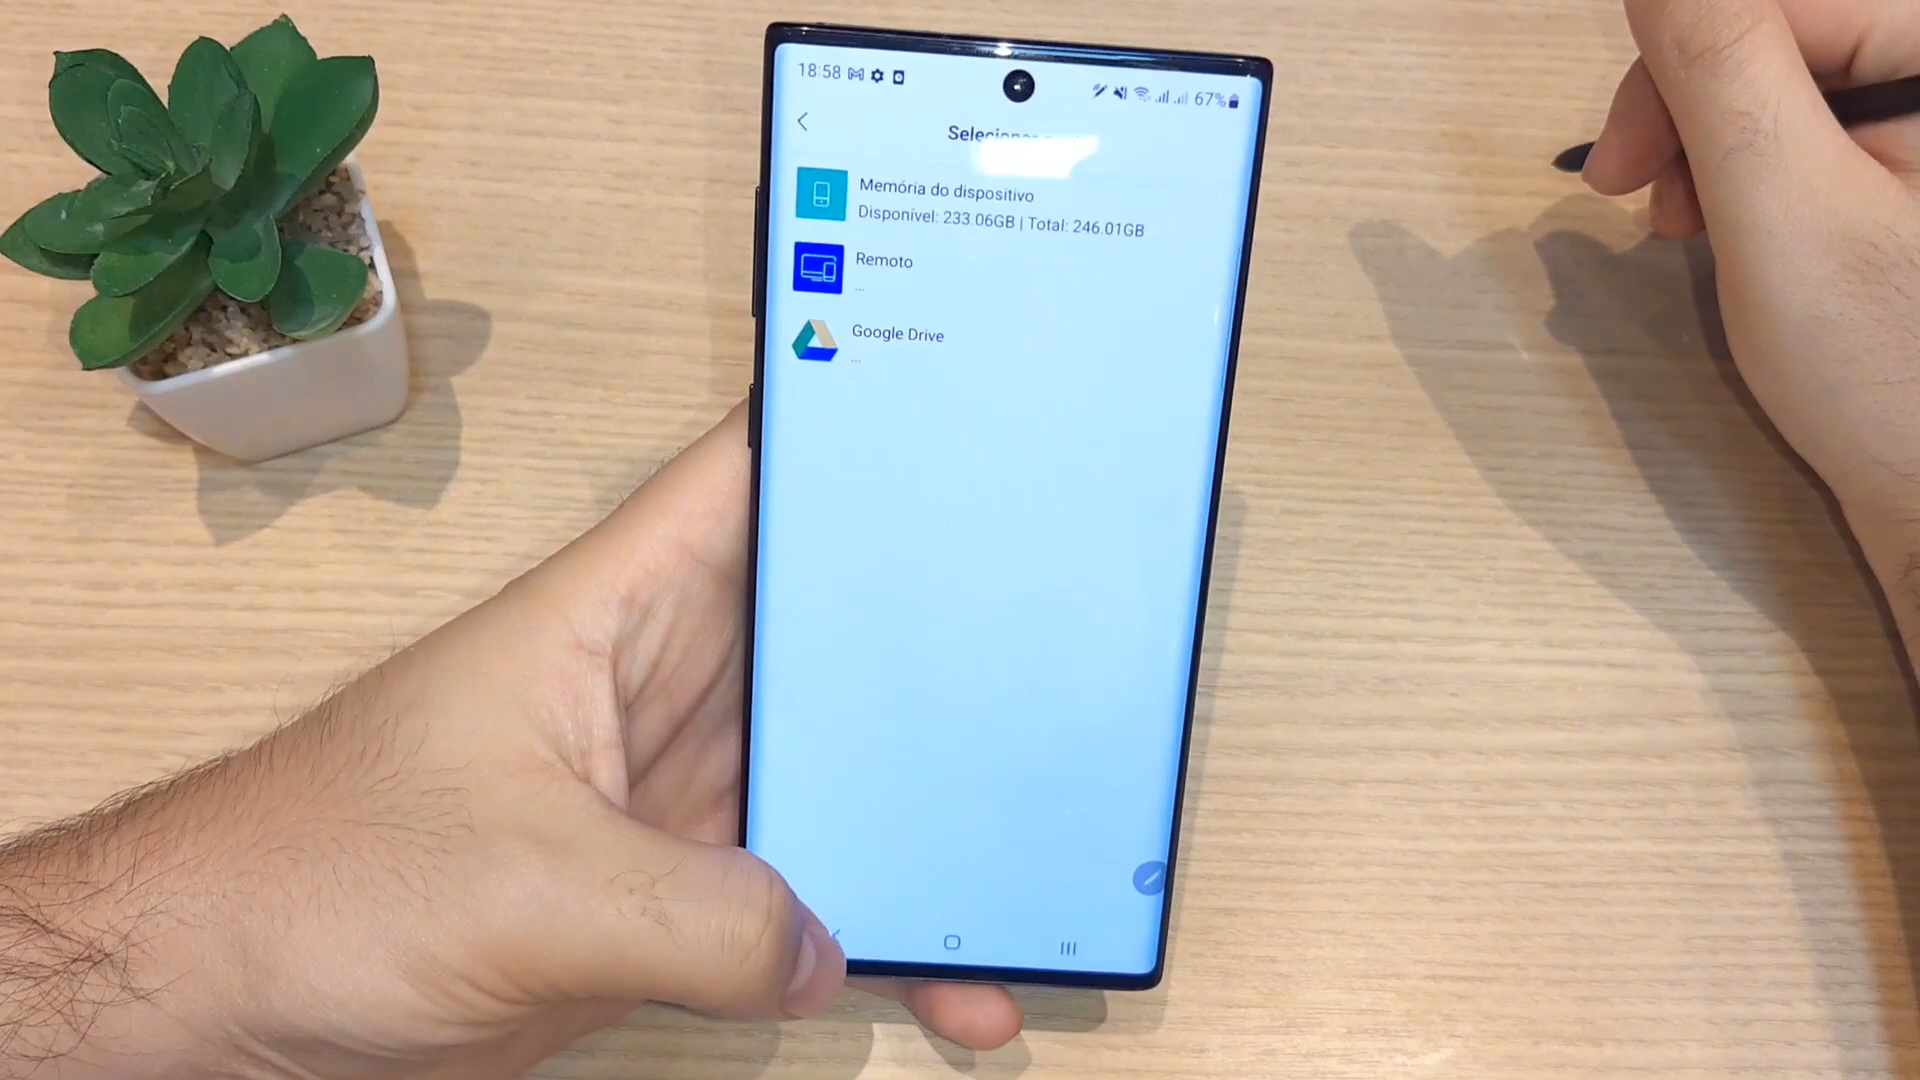 18:58 67%
Memória do dispositivo
Disponível: 233.06GB | Total: 246.01GB
Remoto
...
Google Drive
...